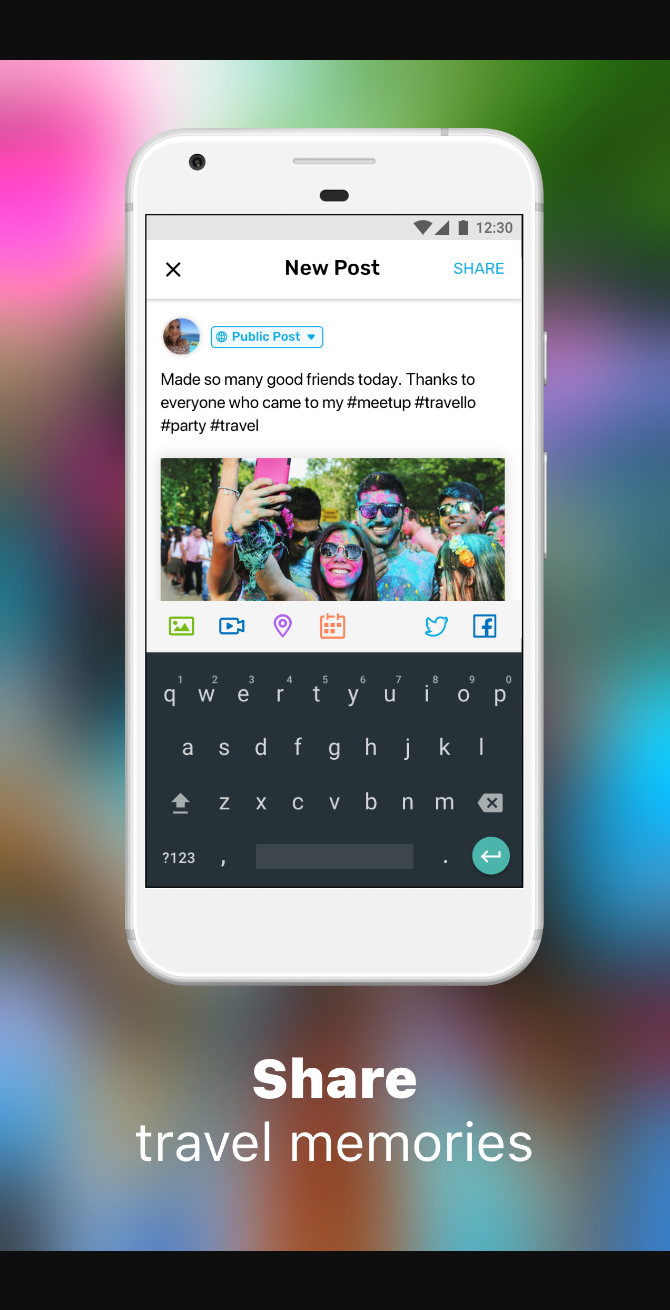 12:30
New Post
SHARE
Public Post
Made so many good friends today. Thanks to
everyone who came to my #meetup #travello
#party #travel
1 2 3 4 5 6 7 8 9 0
q w e r t y u i o p
a s d f g h j k l
z x c v b n m
?123 , .
Share
travel memories